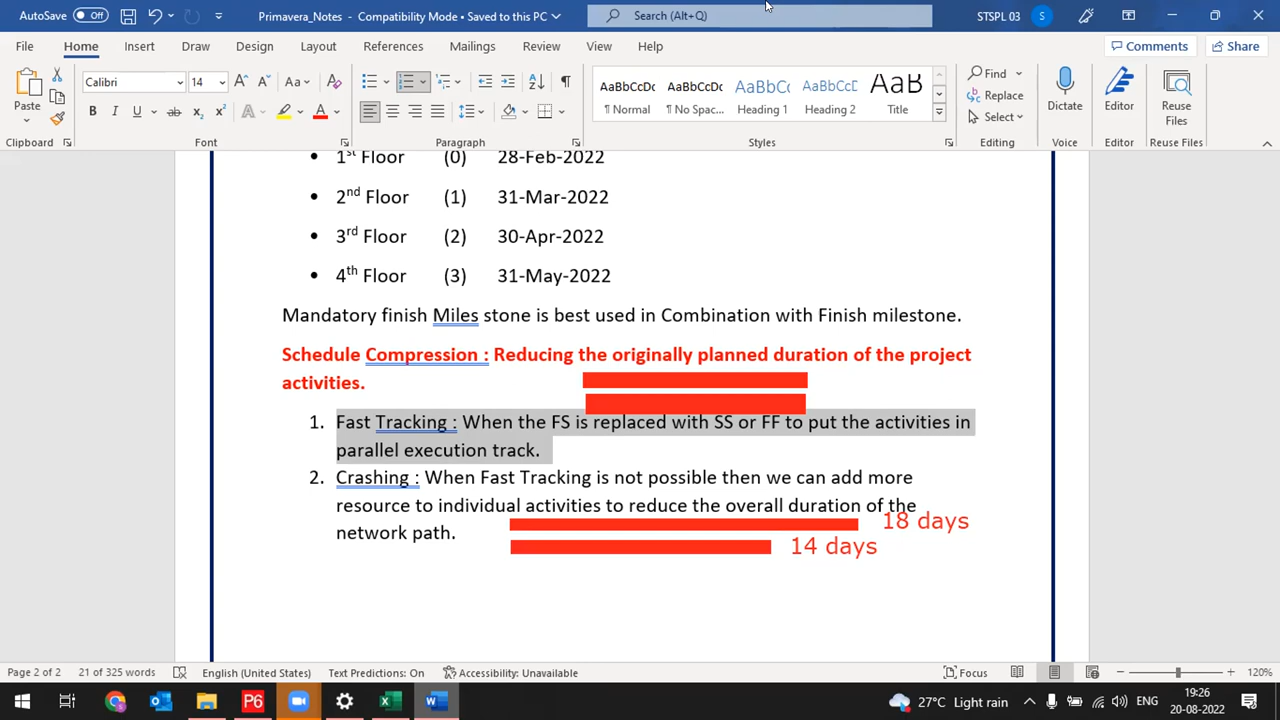 AutoSave Off Primavera_Notes - Compatibility Mode • Saved to this PC Search (Alt+Q) STSPL 03 S
File Home Insert Draw Design Layout References Mailings Review View Help Comments Share
Paste Calibri 14 Aa AaBbCcDc AaBbCcDc AaBbCc AaBbCcD AaB Find Replace Select Dictate Editor Reuse Files
¶ Normal ¶ No Spac... Heading 1 Heading 2 Title
Clipboard Font Paragraph Styles Editing Voice Editor Reuse Files
• 1st Floor (0) 28-Feb-2022
• 2nd Floor (1) 31-Mar-2022
• 3rd Floor (2) 30-Apr-2022
• 4th Floor (3) 31-May-2022
Mandatory finish Miles stone is best used in Combination with Finish milestone.
Schedule Compression : Reducing the originally planned duration of the project
activities.
1. Fast Tracking : When the FS is replaced with SS or FF to put the activities in
parallel execution track.
2. Crashing : When Fast Tracking is not possible then we can add more
resource to individual activities to reduce the overall duration of the
18 days
network path.
14 days
Page 2 of 2 21 of 325 words English (United States) Text Predictions: On Accessibility: Unavailable Focus 120%
P6 27°C Light rain ENG 19:26
20-08-2022